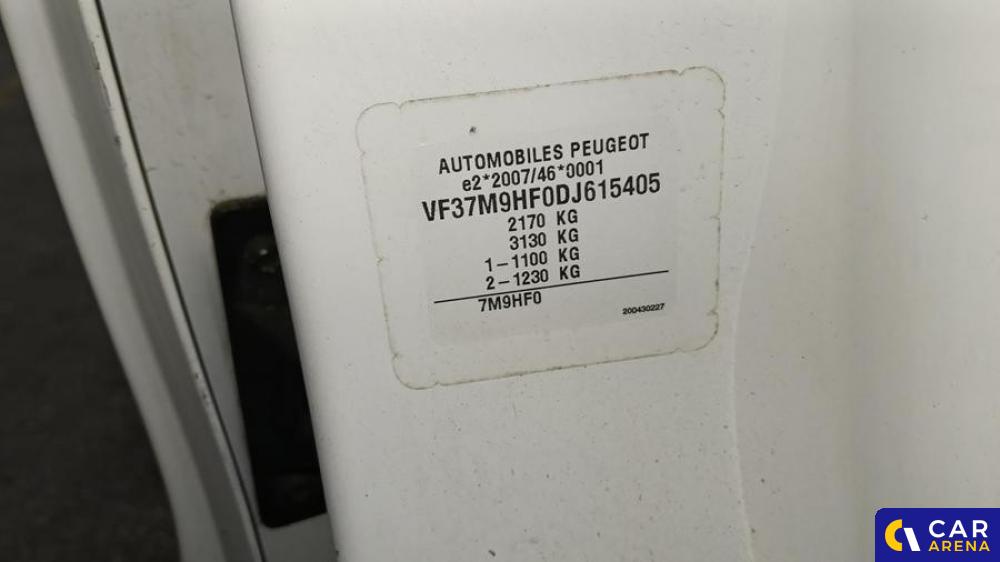 AUTOMOBILES PEUGEOT
e2*2007/46*0001
VF37M9HF0DJ615405
2170 KG
3130 KG
1-1100 KG
2-1230 KG
7M9HF0
200430227
CAR
ARENA